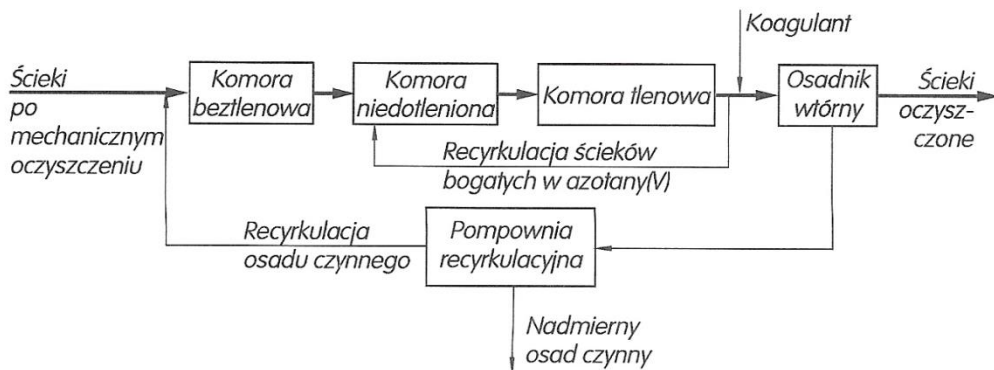 Koagulant
Ścieki
po
mechanicznym
oczyszczeniu
Komora
beztlenowa
Komora
niedotleniona
Komora tlenowa
Osadnik
wtórny
Ścieki
oczysz-
czone
Recyrkulacja ścieków
bogatych w azotany(V)
Recyrkulacja
osadu czynnego
Pompownia
recyrkulacyjna
Nadmierny
osad czynny